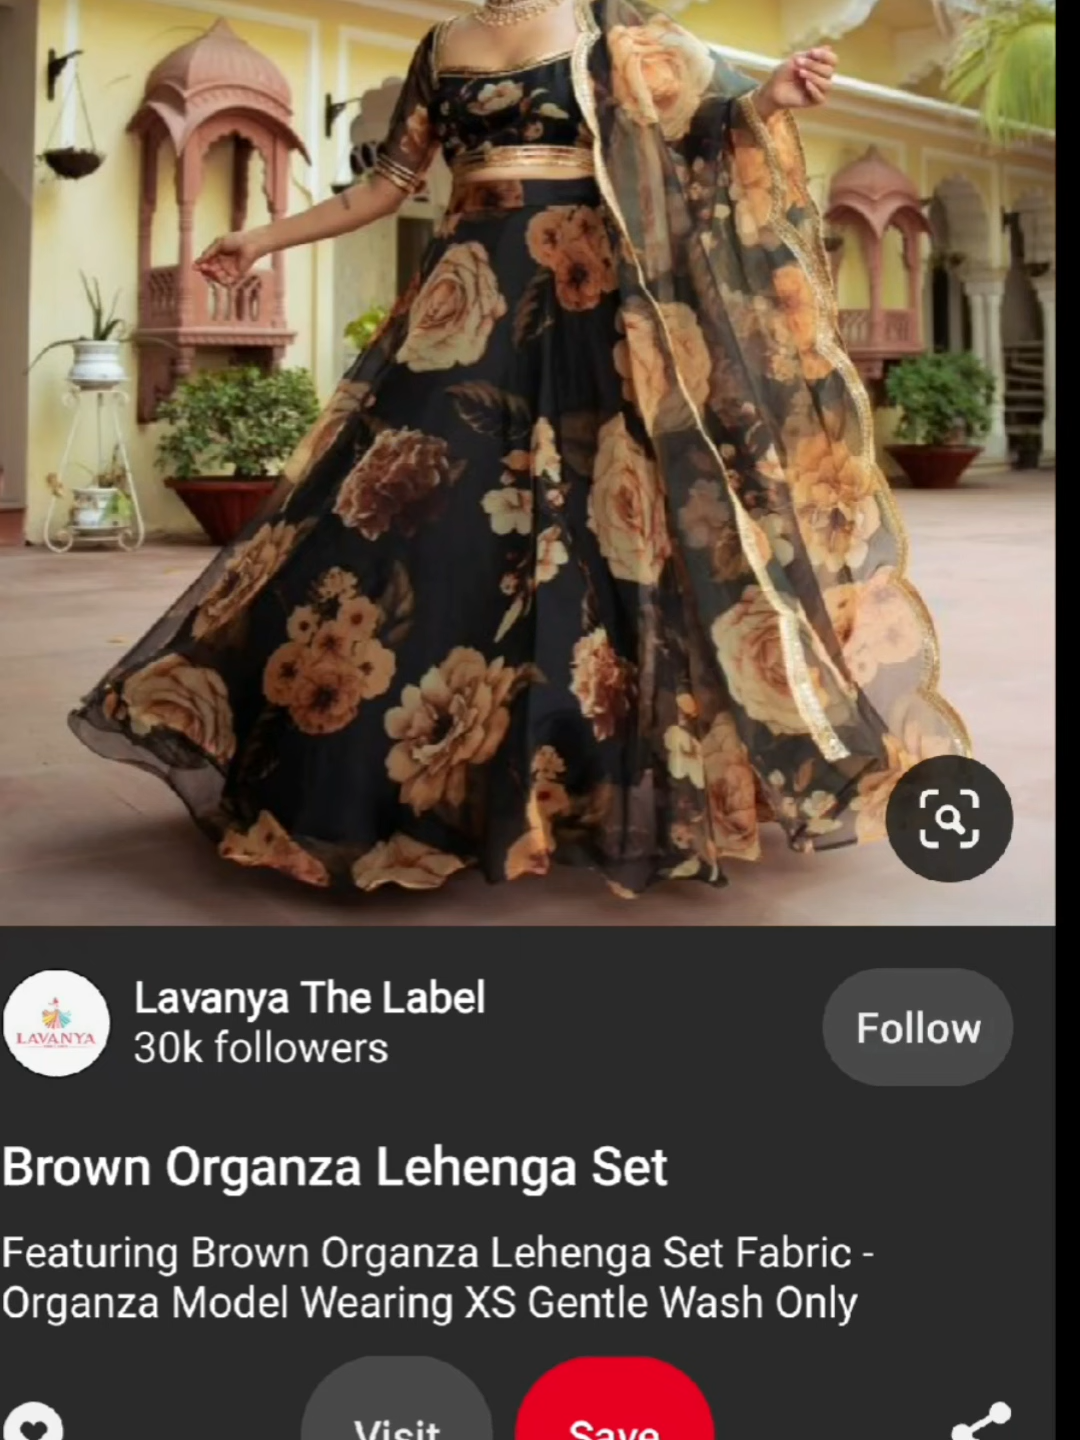 Lavanya The Label
30k followers
LAVANYA
Follow
Brown Organza Lehenga Set
Featuring Brown Organza Lehenga Set Fabric -
Organza Model Wearing XS Gentle Wash Only
Visit
Save